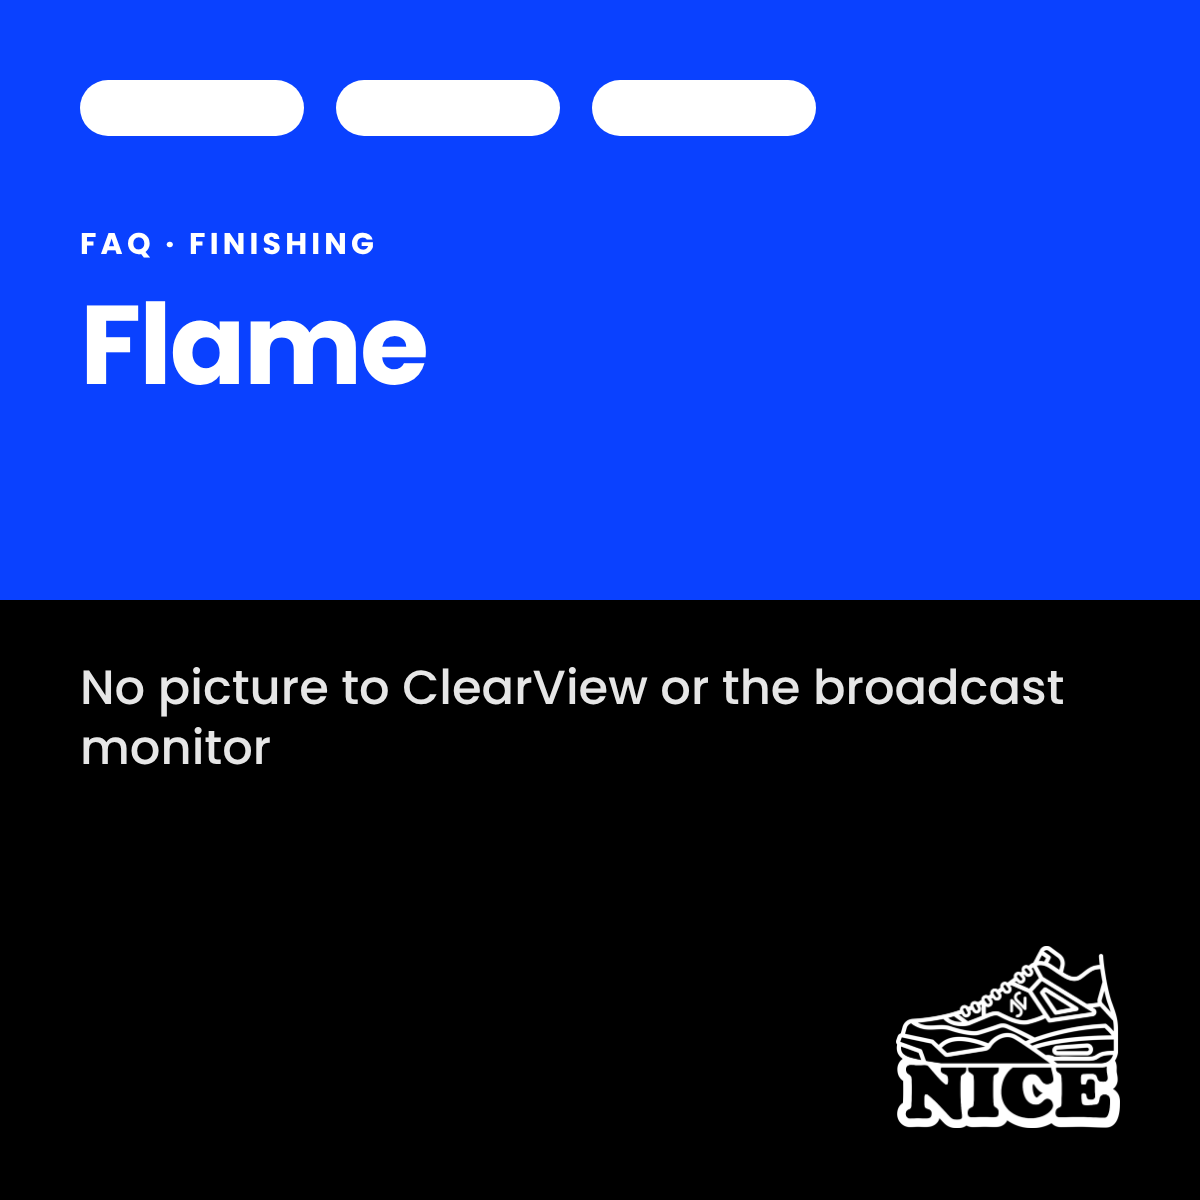 FAQ · FINISHING
Flame
No picture to ClearView or the broadcast
monitor
NICE